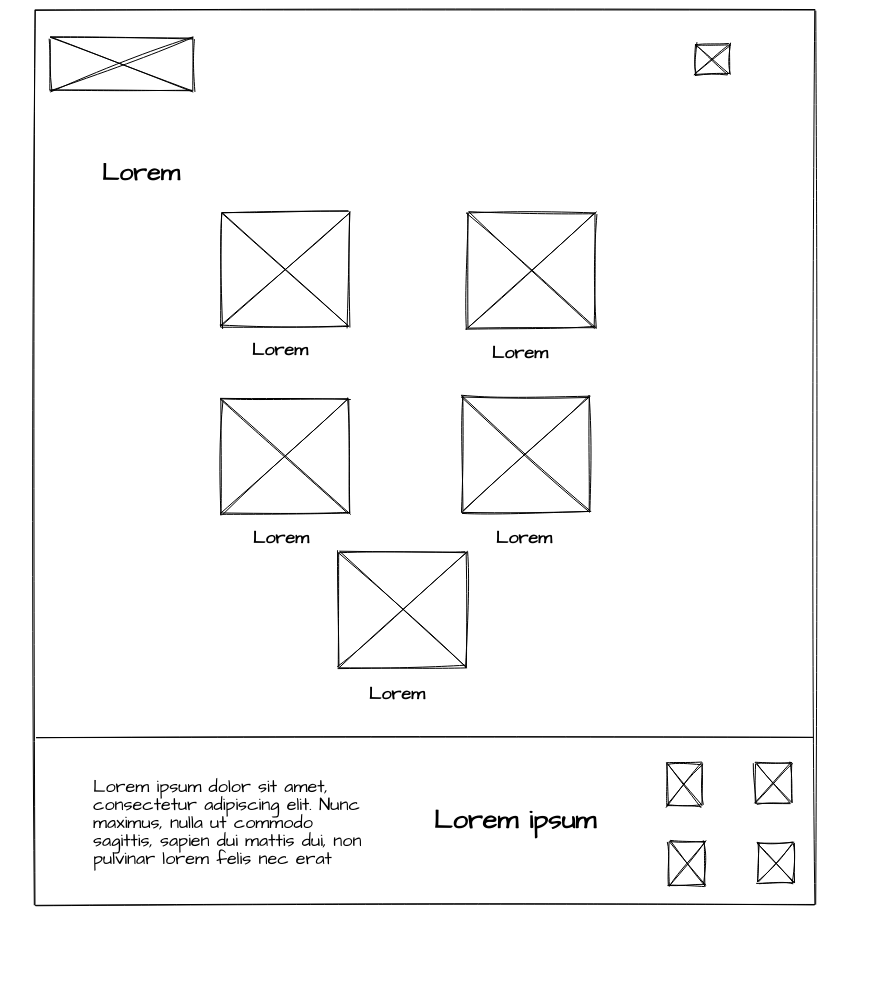 Lorem
Lorem
Lorem
Lorem
Lorem
Lorem
Lorem ipsum dolor sit amet,
consectetur adipiscing elit. Nunc
maximus, nulla ut commodo
sagittis, sapien dui mattis dui, non
pulvinar lorem felis nec erat
Lorem ipsum